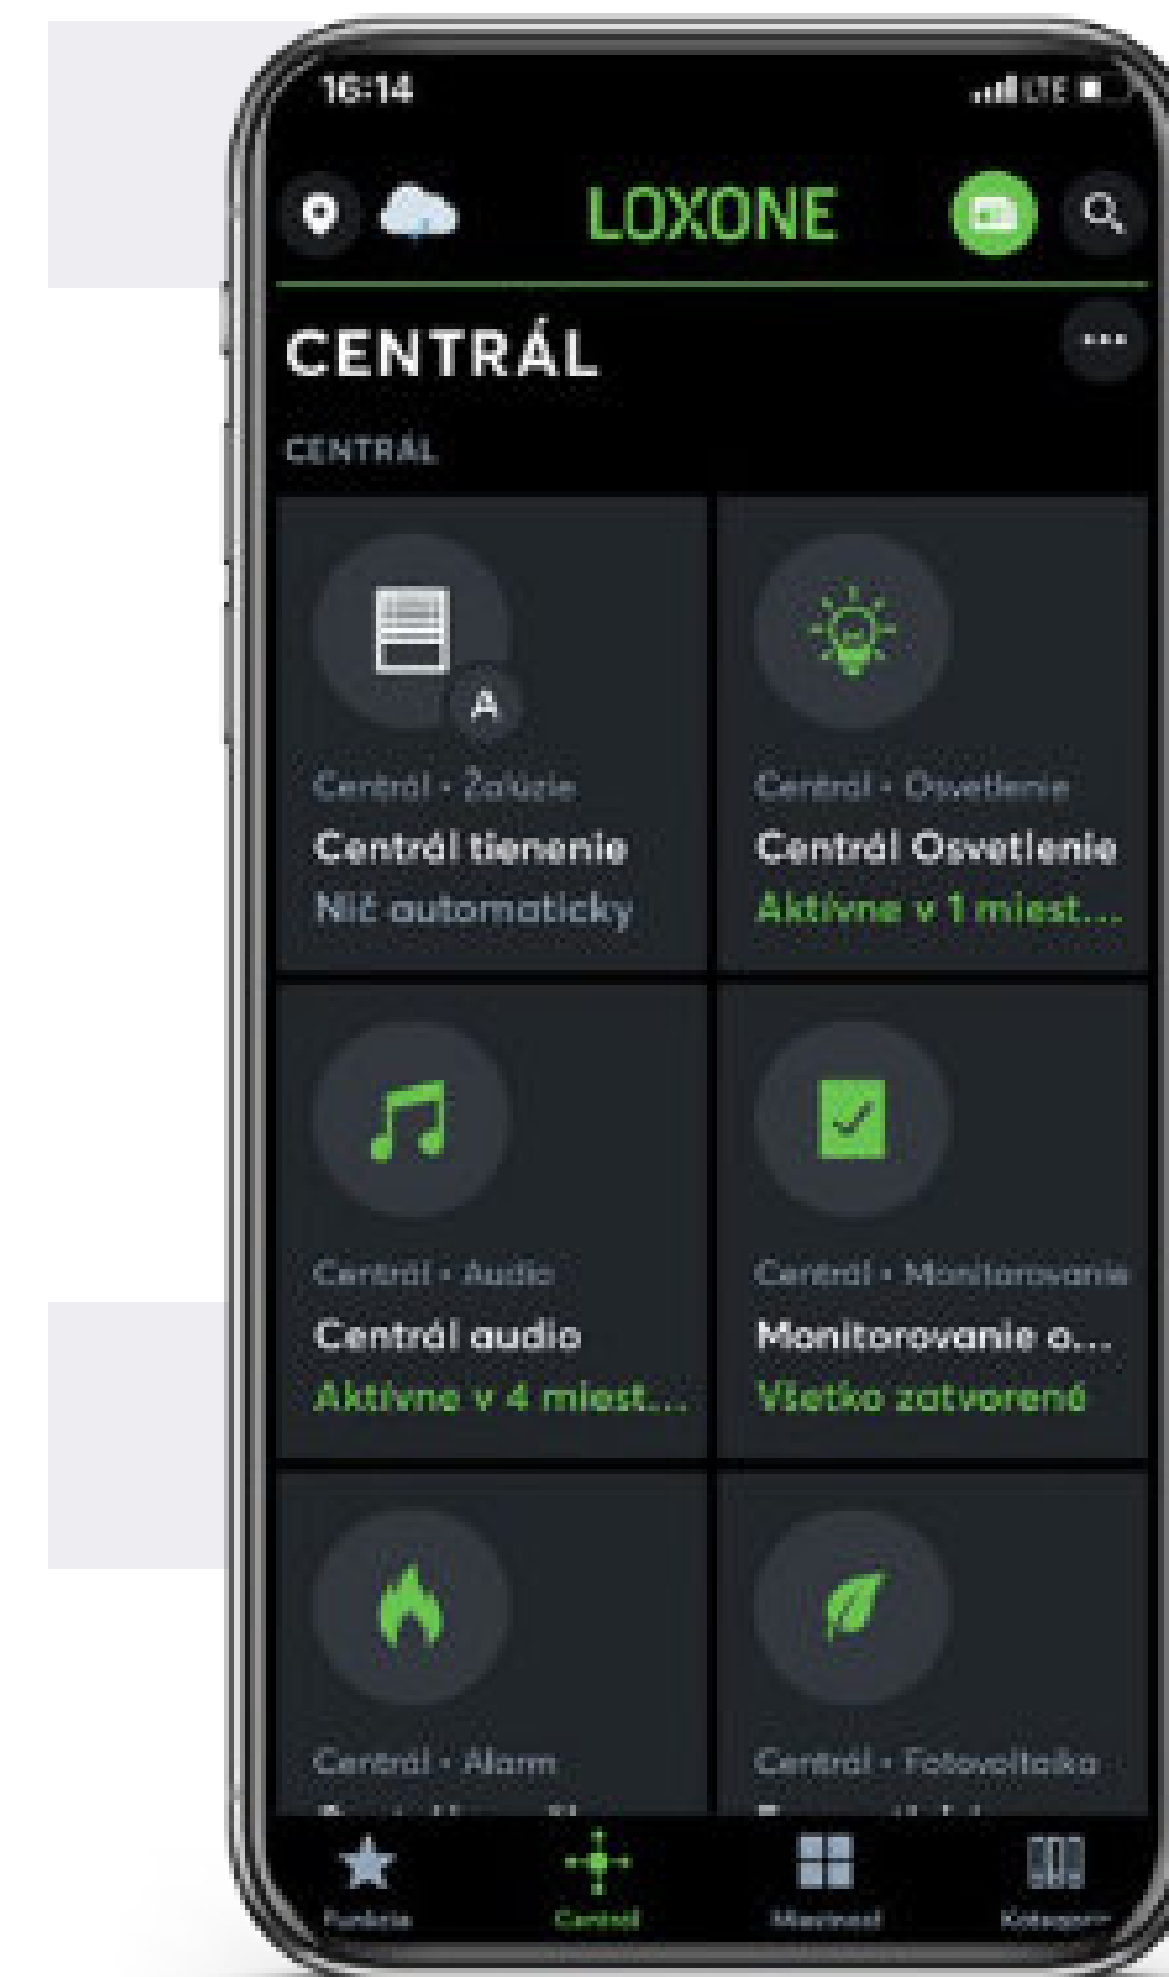 16:14
LTE
LOXONE
CENTRÁL
CENTRÁL
A
Centrál • Žalúzie
Centrál tienenie
Nič automaticky
Centrál • Osvetlenie
Centrál Osvetlenie
Aktívne v 1 miest...
Centrál • Audio
Centrál audio
Aktívne v 4 miest...
Centrál • Monitorovanie
Monitorovanie o...
Všetko zatvorené
Centrál • Alarm
Centrál • Fotovoltaika
Funkcie
Centrál
Miestnosť